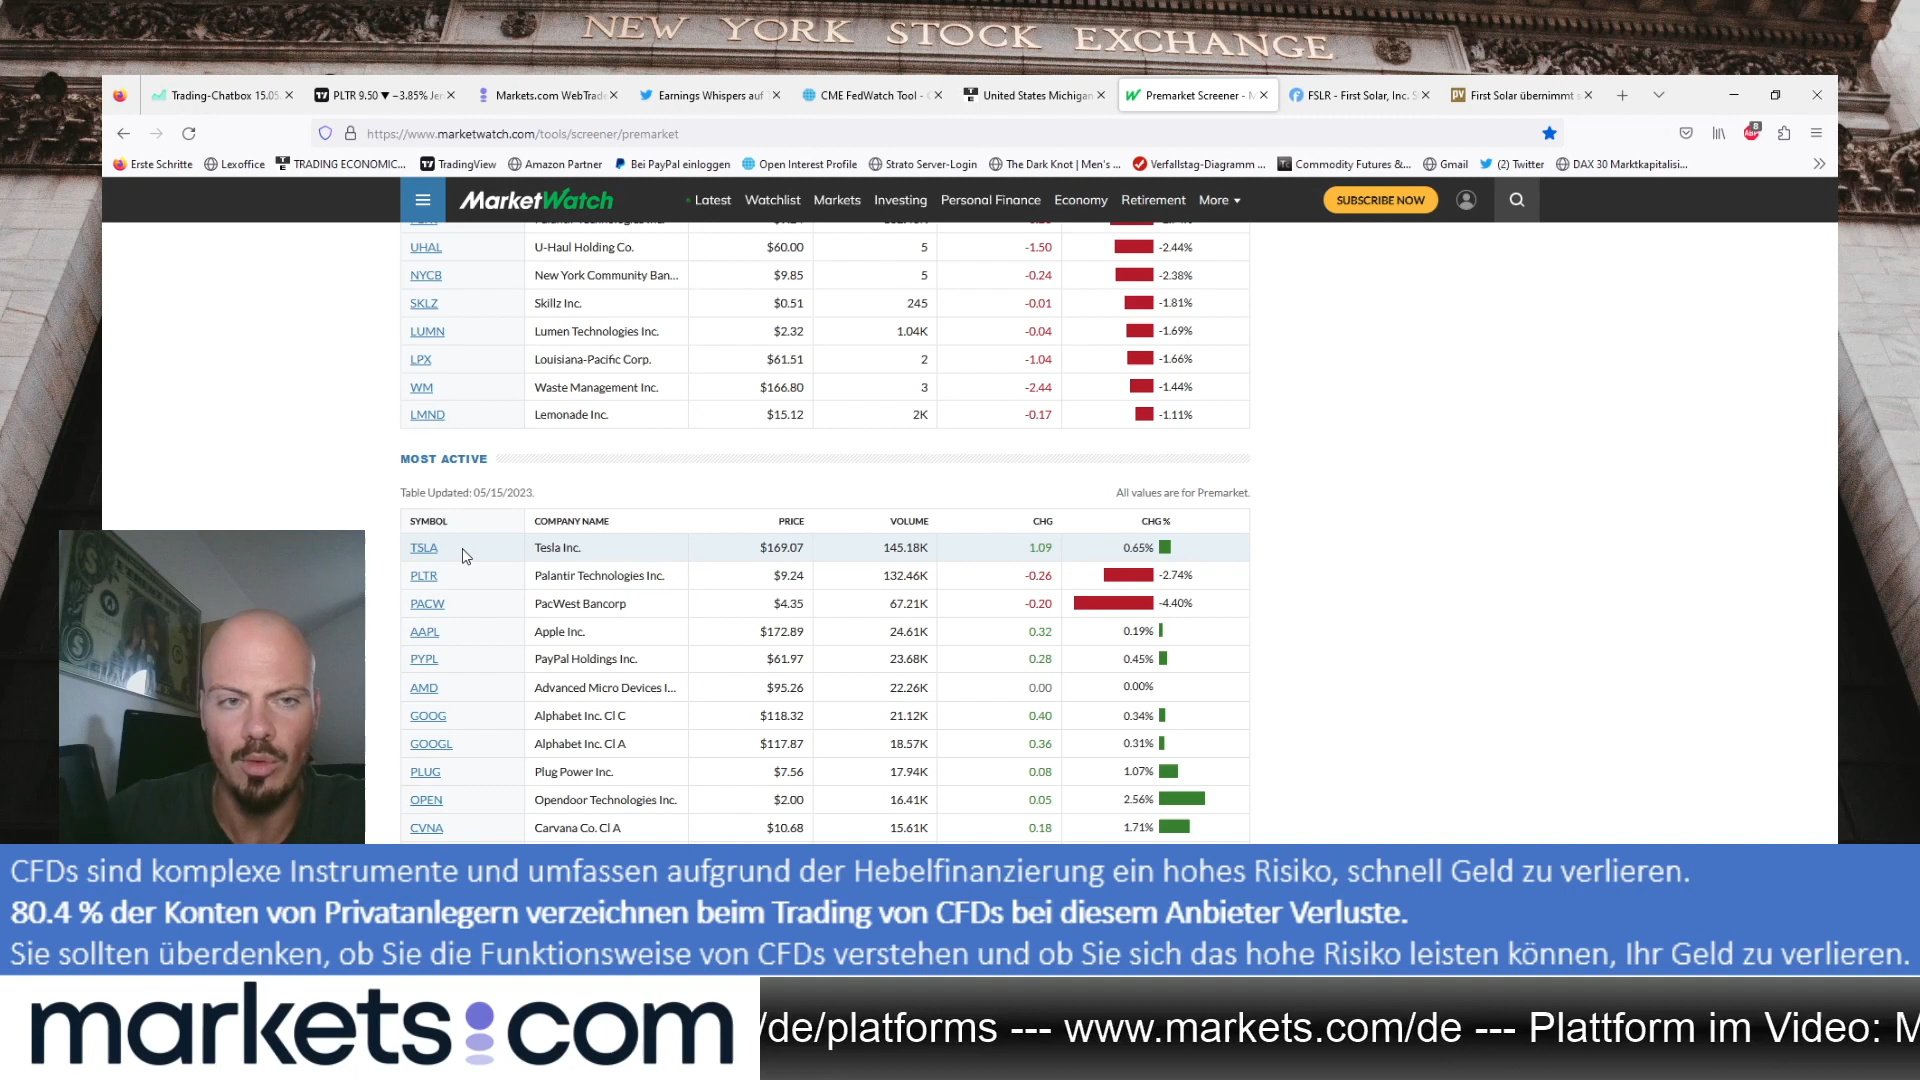 NEW YORK STOCK EXCHANGE
Trading-Chatbox 15.05.
PLTR 9.50 ▼ −3.85% Jer
Markets.com WebTrade
Earnings Whispers auf
CME FedWatch Tool - C
United States Michigan
Premarket Screener - M
FSLR - First Solar, Inc. S
First Solar übernimmt s
https://www.marketwatch.com/tools/screener/premarket
8
Erste Schritte
Lexoffice
TRADING ECONOMIC...
TradingView
Amazon Partner
Bei PayPal einloggen
Open Interest Profile
Strato Server-Login
The Dark Knot | Men's ...
Verfallstag-Diagramm ...
Commodity Futures &...
Gmail
(2) Twitter
DAX 30 Marktkapitalisi...
MarketWatch
Latest Watchlist Markets Investing Personal Finance Economy Retirement More
SUBSCRIBE NOW
UHAL U-Haul Holding Co. $60.00 5 -1.50 -2.44%
NYCB New York Community Ban... $9.85 5 -0.24 -2.38%
SKLZ Skillz Inc. $0.51 245 -0.01 -1.81%
LUMN Lumen Technologies Inc. $2.32 1.04K -0.04 -1.69%
LPX Louisiana-Pacific Corp. $61.51 2 -1.04 -1.66%
WM Waste Management Inc. $166.80 3 -2.44 -1.44%
LMND Lemonade Inc. $15.12 2K -0.17 -1.11%
MOST ACTIVE
Table Updated: 05/15/2023. All values are for Premarket.
SYMBOL COMPANY NAME PRICE VOLUME CHG CHG %
TSLA Tesla Inc. $169.07 145.18K 1.09 0.65%
PLTR Palantir Technologies Inc. $9.24 132.46K -0.26 -2.74%
PACW PacWest Bancorp $4.35 67.21K -0.20 -4.40%
AAPL Apple Inc. $172.89 24.61K 0.32 0.19%
PYPL PayPal Holdings Inc. $61.97 23.68K 0.28 0.45%
AMD Advanced Micro Devices I... $95.26 22.26K 0.00 0.00%
GOOG Alphabet Inc. Cl C $118.32 21.12K 0.40 0.34%
GOOGL Alphabet Inc. Cl A $117.87 18.57K 0.36 0.31%
PLUG Plug Power Inc. $7.56 17.94K 0.08 1.07%
OPEN Opendoor Technologies Inc. $2.00 16.41K 0.05 2.56%
CVNA Carvana Co. Cl A $10.68 15.61K 0.18 1.71%
CFDs sind komplexe Instrumente und umfassen aufgrund der Hebelfinanzierung ein hohes Risiko, schnell Geld zu verlieren.
80.4 % der Konten von Privatanlegern verzeichnen beim Trading von CFDs bei diesem Anbieter Verluste.
Sie sollten überdenken, ob Sie die Funktionsweise von CFDs verstehen und ob Sie sich das hohe Risiko leisten können, Ihr Geld zu verlieren.
markets.com
/de/platforms --- www.markets.com/de --- Plattform im Video: M